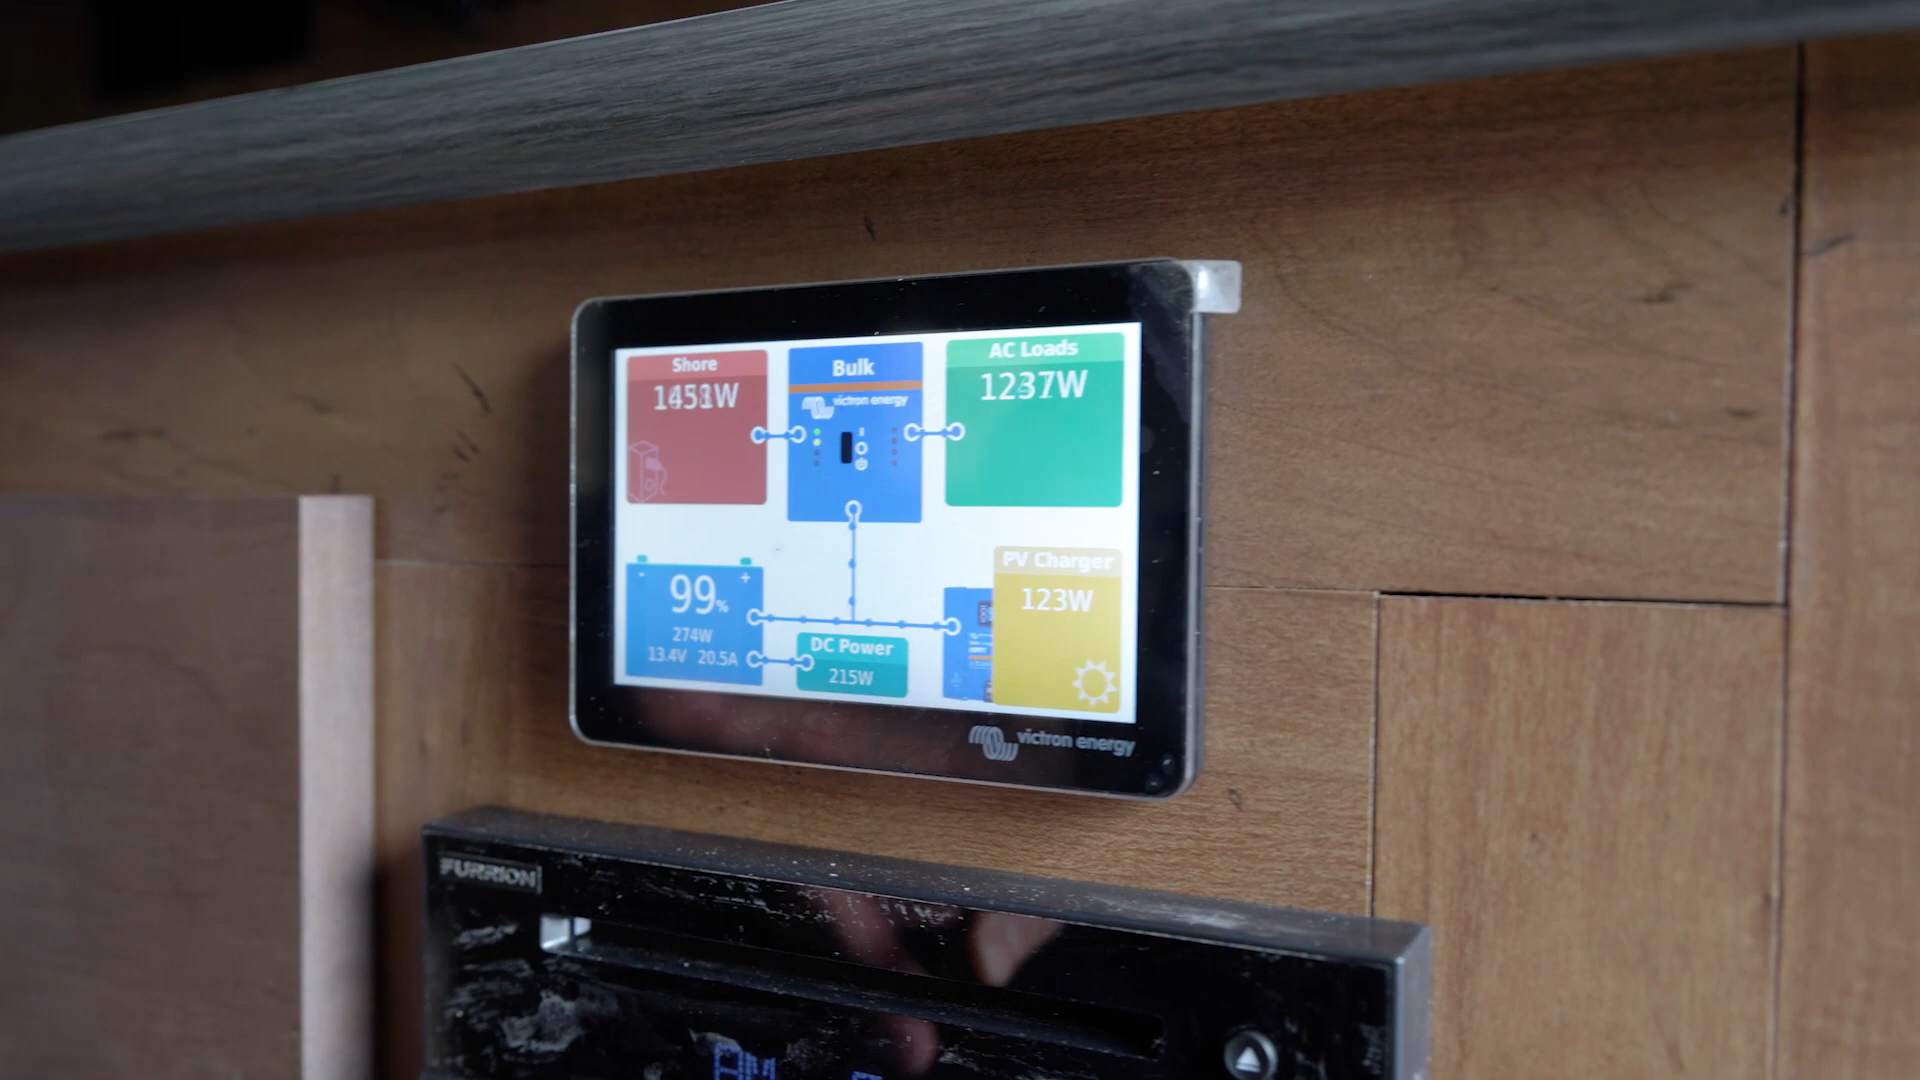 Shore
1458W
Bulk
victron energy
AC Loads
1237W
99%
- +
274W
13.4V 20.5A
DC Power
215W
PV Charger
123W
victron energy
FURRION